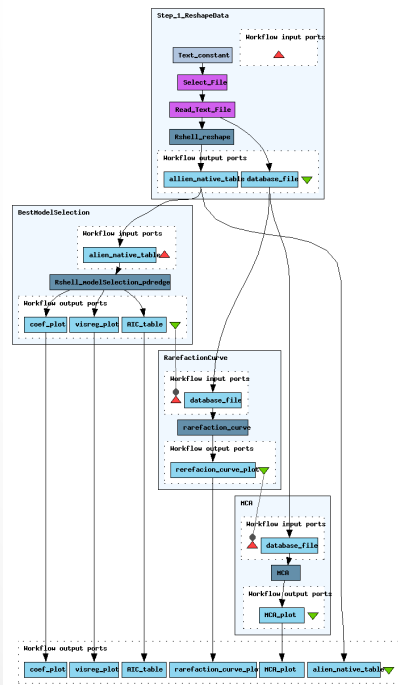 Step_1_ReshapeData
Workflow input ports
Text_constant
Select_File
Read_Text_File
Rshell_reshape
Workflow output ports
allien_native_table
database_file
BestModelSelection
Workflow input ports
alien_native_table
Rshell_modelSelection_pdredge
Workflow output ports
coef_plot
visreg_plot
AIC_table
RarefactionCurve
Workflow input ports
database_file
rarefaction_curve
Workflow output ports
rerefacion_curve_plot
MCA
Workflow input ports
database_file
MCA
Workflow output ports
MCA_plot
Workflow output ports
coef_plot
visreg_plot
AIC_table
rarefaction_curve_plo
MCA_plot
alien_native_table